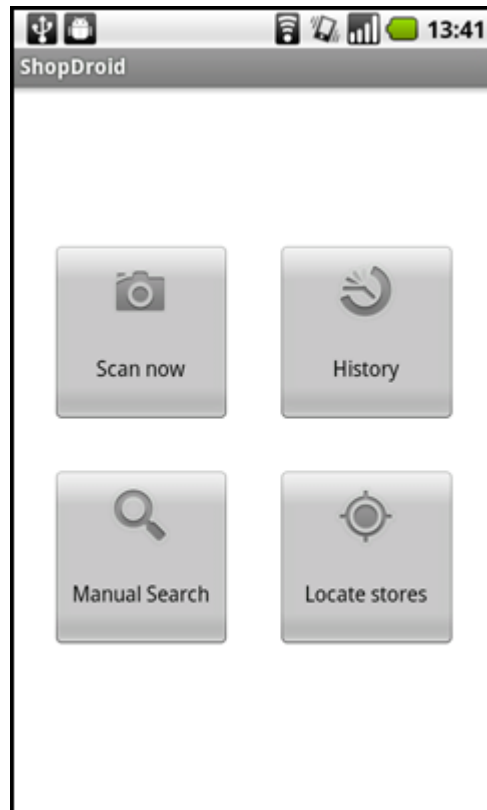 13:41
ShopDroid
Scan now
History
Manual Search
Locate stores